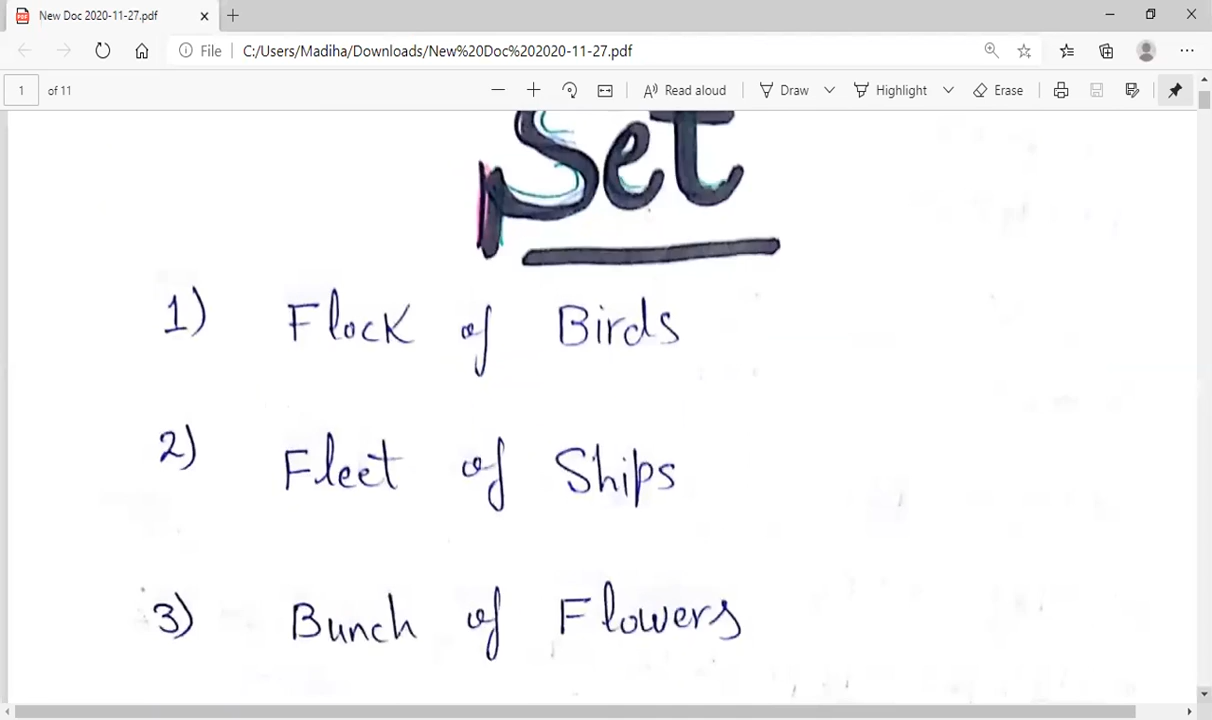 New Doc 2020-11-27.pdf
File C:/Users/Madiha/Downloads/New%20Doc%202020-11-27.pdf
1 of 11 Read aloud Draw Highlight Erase
Set
1) Flock of Birds
2) Fleet of Ships
3) Bunch of Flowers